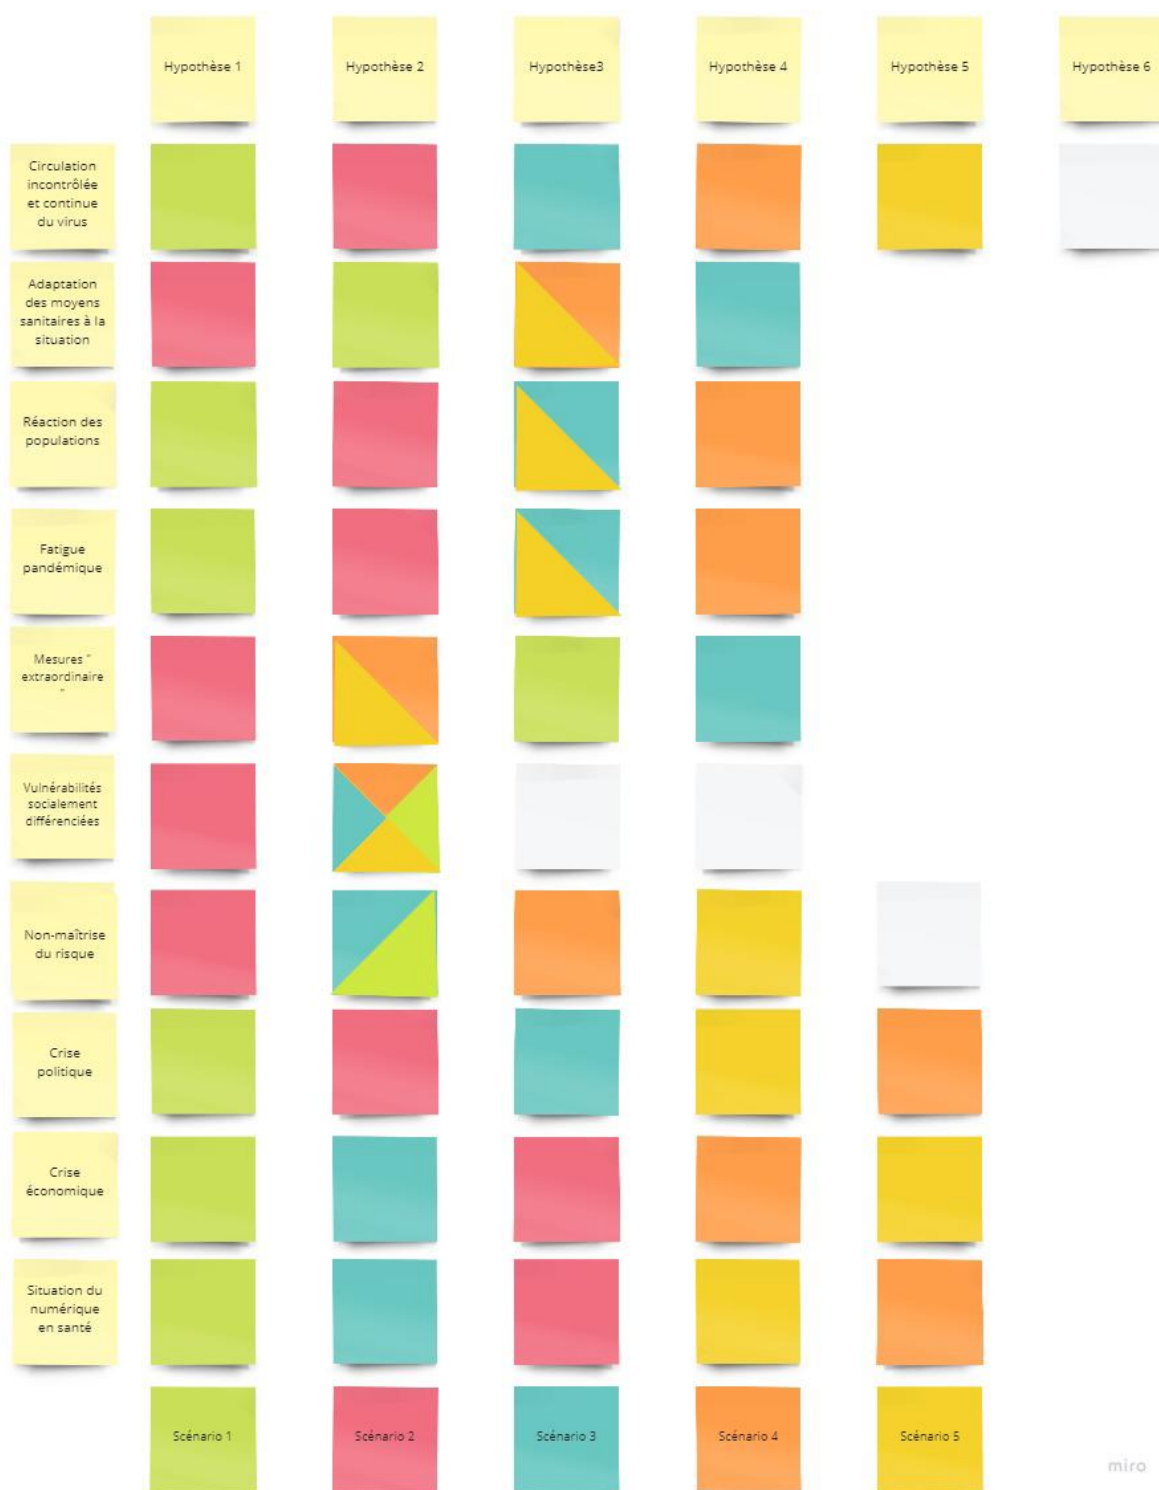 Hypothèse 1
Hypothèse 2
Hypothèse3
Hypothèse 4
Hypothèse 5
Hypothèse 6
Circulation
incontrôlée
et continue
du virus
Adaptation
des moyens
sanitaires à la
situation
Réaction des
populations
Fatigue
pandémique
Mesures "
extraordinaire
"
Vulnérabilités
socialement
différenciées
Non-maîtrise
du risque
Crise
politique
Crise
économique
Situation du
numérique
en santé
Scénario 1
Scénario 2
Scénario 3
Scénario 4
Scénario 5
miro